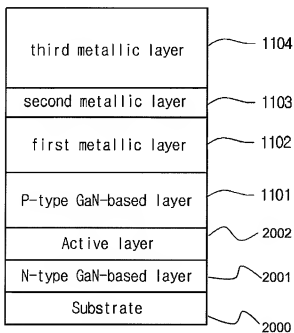 third metallic layer 1104
second metallic layer 1103
first metallic layer 1102
P-type GaN-based layer 1101
Active layer 2002
N-type GaN-based layer 2001
Substrate 2000